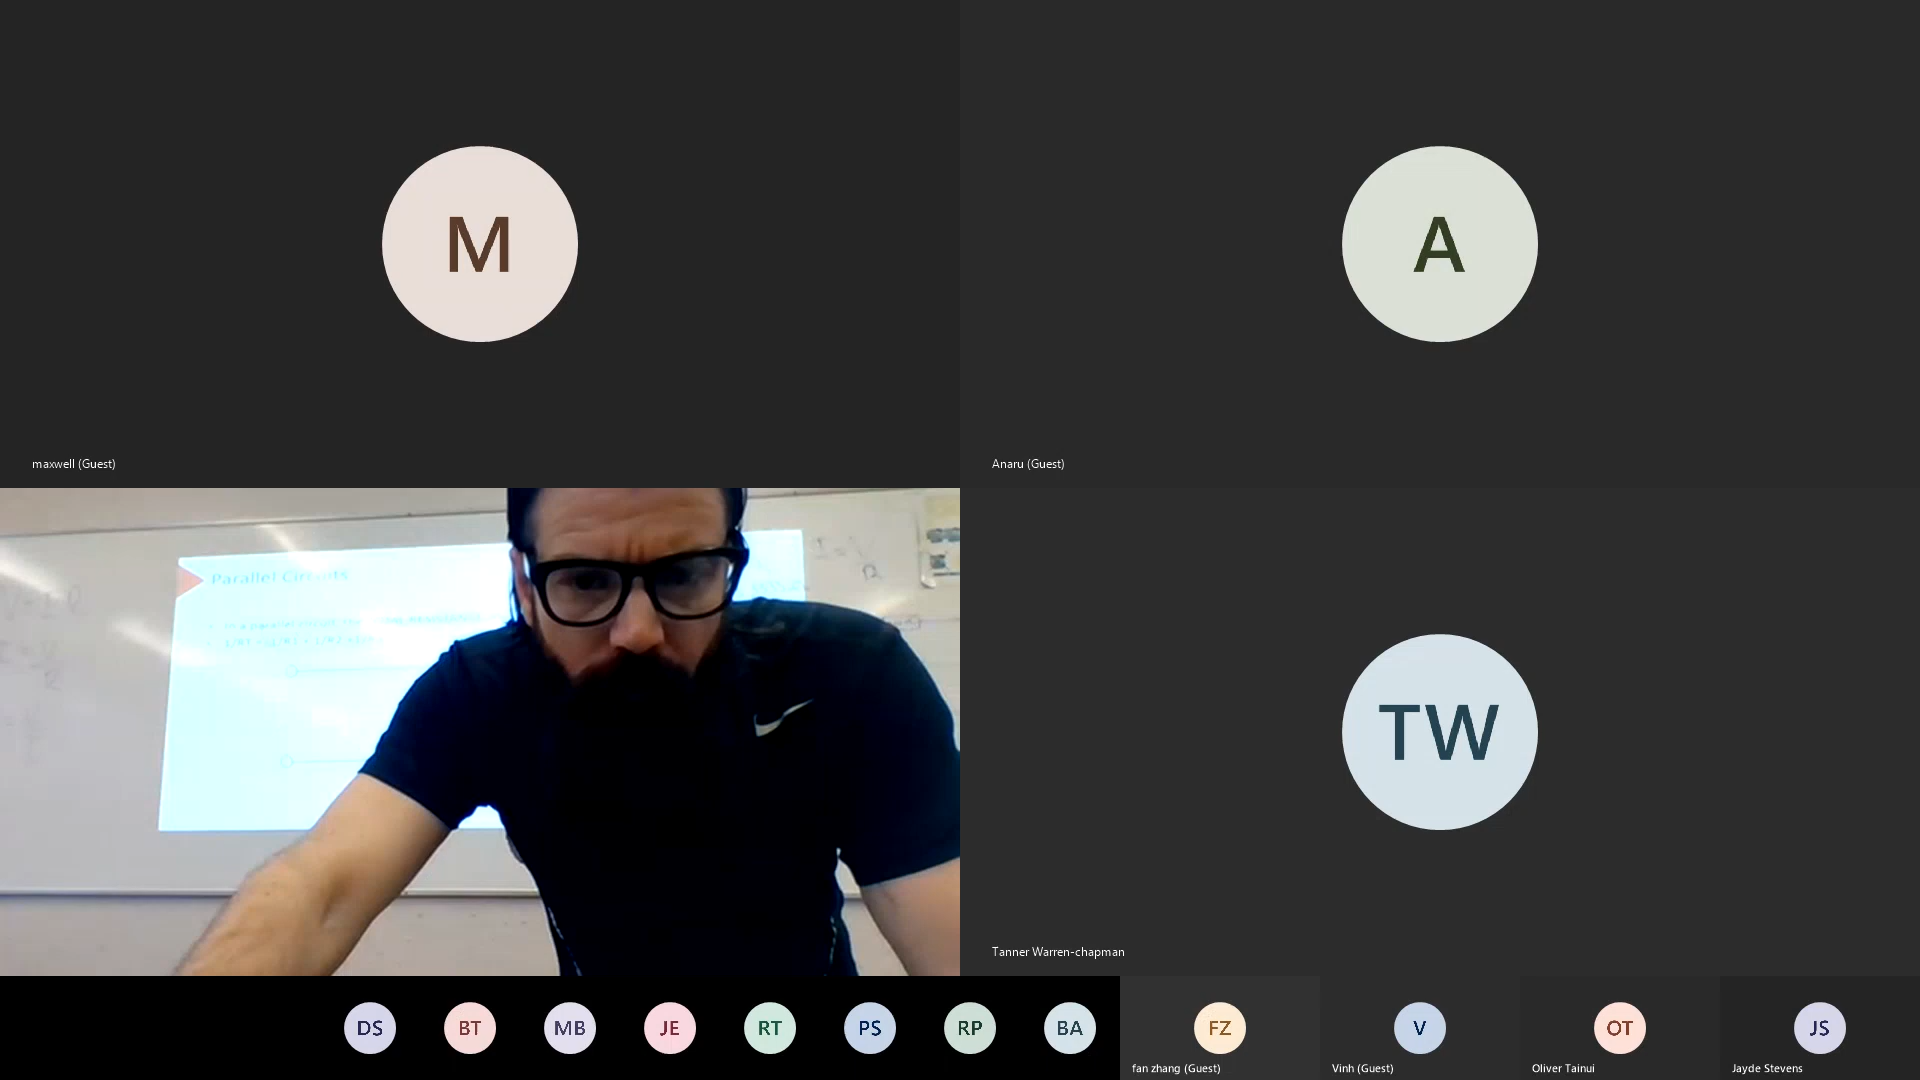 M
A
maxwell (Guest)
Anaru (Guest)
Parallel Circuits
TW
Tanner Warren-chapman
DS
BT
MB
JE
RT
PS
RP
BA
FZ
V
OT
JS
fan zhang (Guest)
Vinh (Guest)
Oliver Tainui
Jayde Stevens